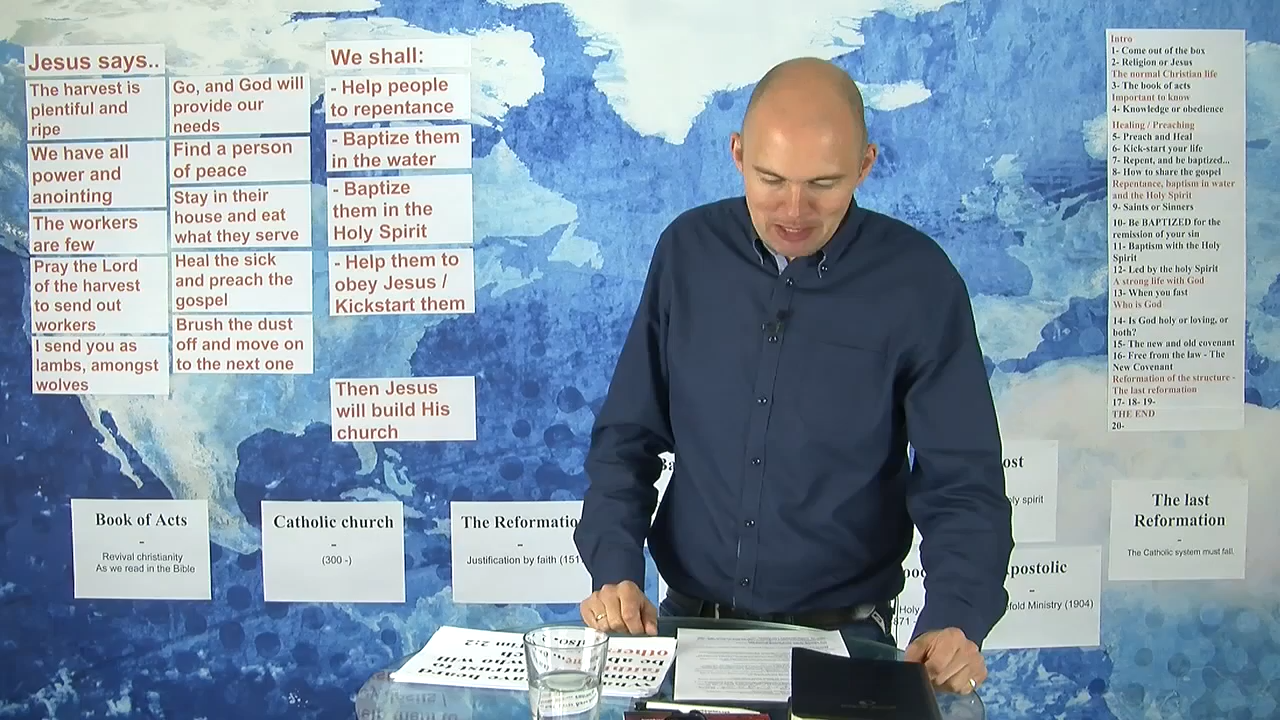 Jesus says..
The harvest is
plentiful and
ripe
We have all
power and
anointing
The workers
are few
Pray the Lord
of the harvest
to send out
workers
I send you as
lambs, amongst
wolves
Go, and God will
provide our
needs
Find a person
of peace
Stay in their
house and eat
what they serve
Heal the sick
and preach the
gospel
Brush the dust
off and move on
to the next one
We shall:
- Help people
to repentance
- Baptize them
in the water
- Baptize
them in the
Holy Spirit
- Help them to
obey Jesus /
Kickstart them
Then Jesus
will build His
church
Intro
1- Come out of the box
2- Religion or Jesus
The normal Christian life
3- The book of acts
Important to know
4- Knowledge or obedience
Healing / Preaching
5- Preach and Heal
6- Kick-start your life
7- Repent, and be baptized...
8- How to share the gospel
Repentance, baptism in water
and the Holy Spirit
9- Saints or Sinners
10- Be BAPTIZED for the
remission of your sin
11- Baptism with the Holy
Spirit
12- Led by the holy Spirit
A strong life with God
13- When you fast
Who is God
14- Is God holy or loving, or
both?
15- The new and old covenant
16- Free from the law - The
New Covenant
Reformation of the structure -
The last reformation
17- 18- 19-
THE END
20-
Book of Acts
-
Revival christianity
As we read in the Bible
Catholic church
-
(300 -)
The Reformatio
-
Justification by faith (151
Ba
ost
ly spirit
postolic
fold Ministry (1904)
Holy
871
The last
Reformation
-
The Catholic system must fall.